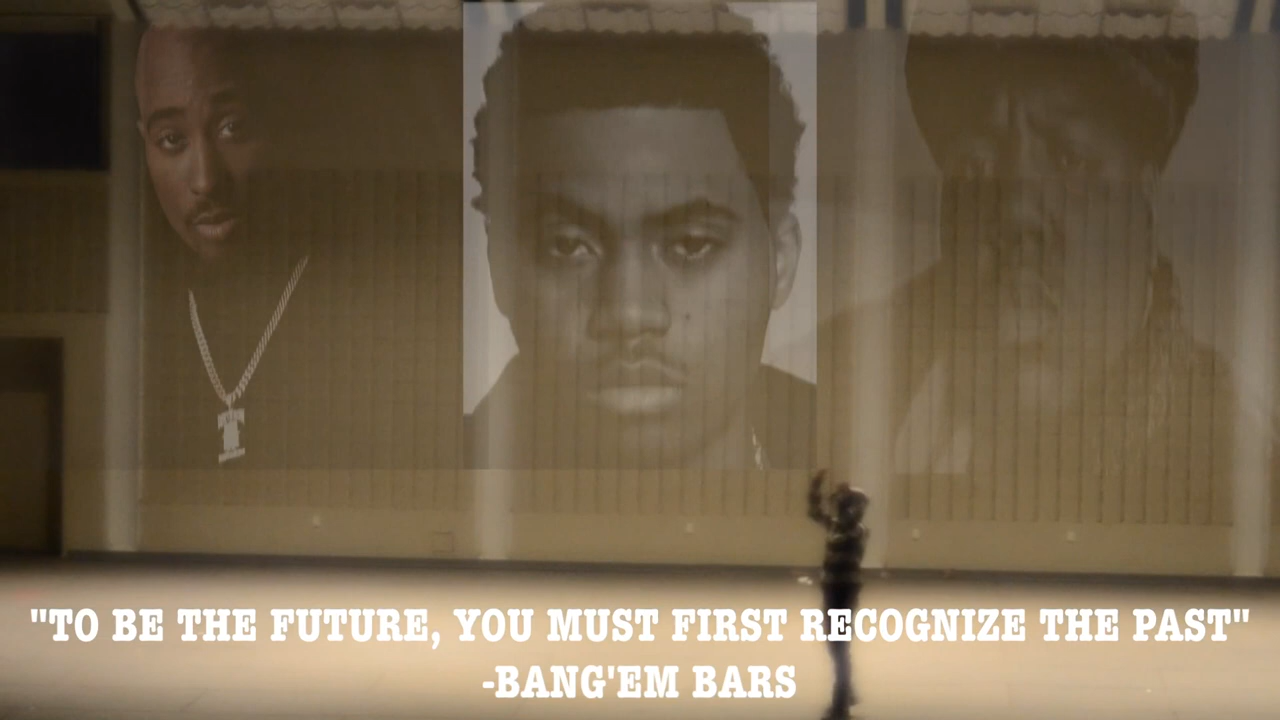 "TO BE THE FUTURE, YOU MUST FIRST RECOGNIZE THE PAST"
-BANG'EM BARS